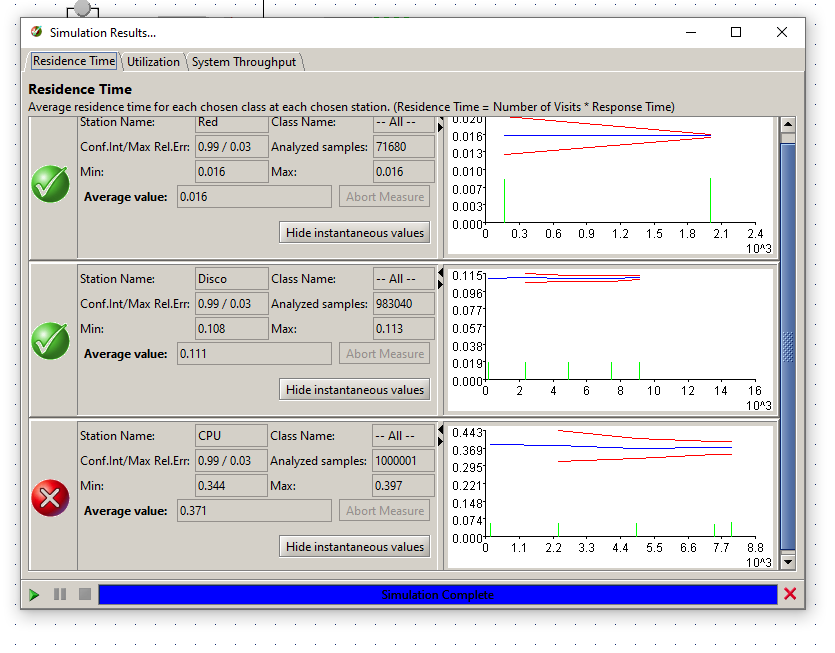 Simulation Results...
Residence Time Utilization System Throughput
Residence Time
Average residence time for each chosen class at each chosen station. (Residence Time = Number of Visits * Response Time)
Station Name: Red Class Name: -- All --
Conf.Int/Max Rel.Err: 0.99 / 0.03 Analyzed samples: 71680
Min: 0.016 Max: 0.016
Average value: 0.016 Abort Measure
Hide instantaneous values
0.020
0.016
0.013
0.010
0.007
0.003
0.000
0 0.3 0.6 0.9 1.2 1.5 1.8 2.1 2.4
10^3
Station Name: Disco Class Name: -- All --
Conf.Int/Max Rel.Err: 0.99 / 0.03 Analyzed samples: 983040
Min: 0.108 Max: 0.113
Average value: 0.111 Abort Measure
Hide instantaneous values
0.115
0.096
0.077
0.057
0.038
0.019
0.000
0 2 4 6 8 10 12 14 16
10^3
Station Name: CPU Class Name: -- All --
Conf.Int/Max Rel.Err: 0.99 / 0.03 Analyzed samples: 1000001
Min: 0.344 Max: 0.397
Average value: 0.371 Abort Measure
Hide instantaneous values
0.443
0.369
0.295
0.221
0.148
0.074
0.000
0 1.1 2.2 3.3 4.4 5.5 6.6 7.7 8.8
10^3
Simulation Complete